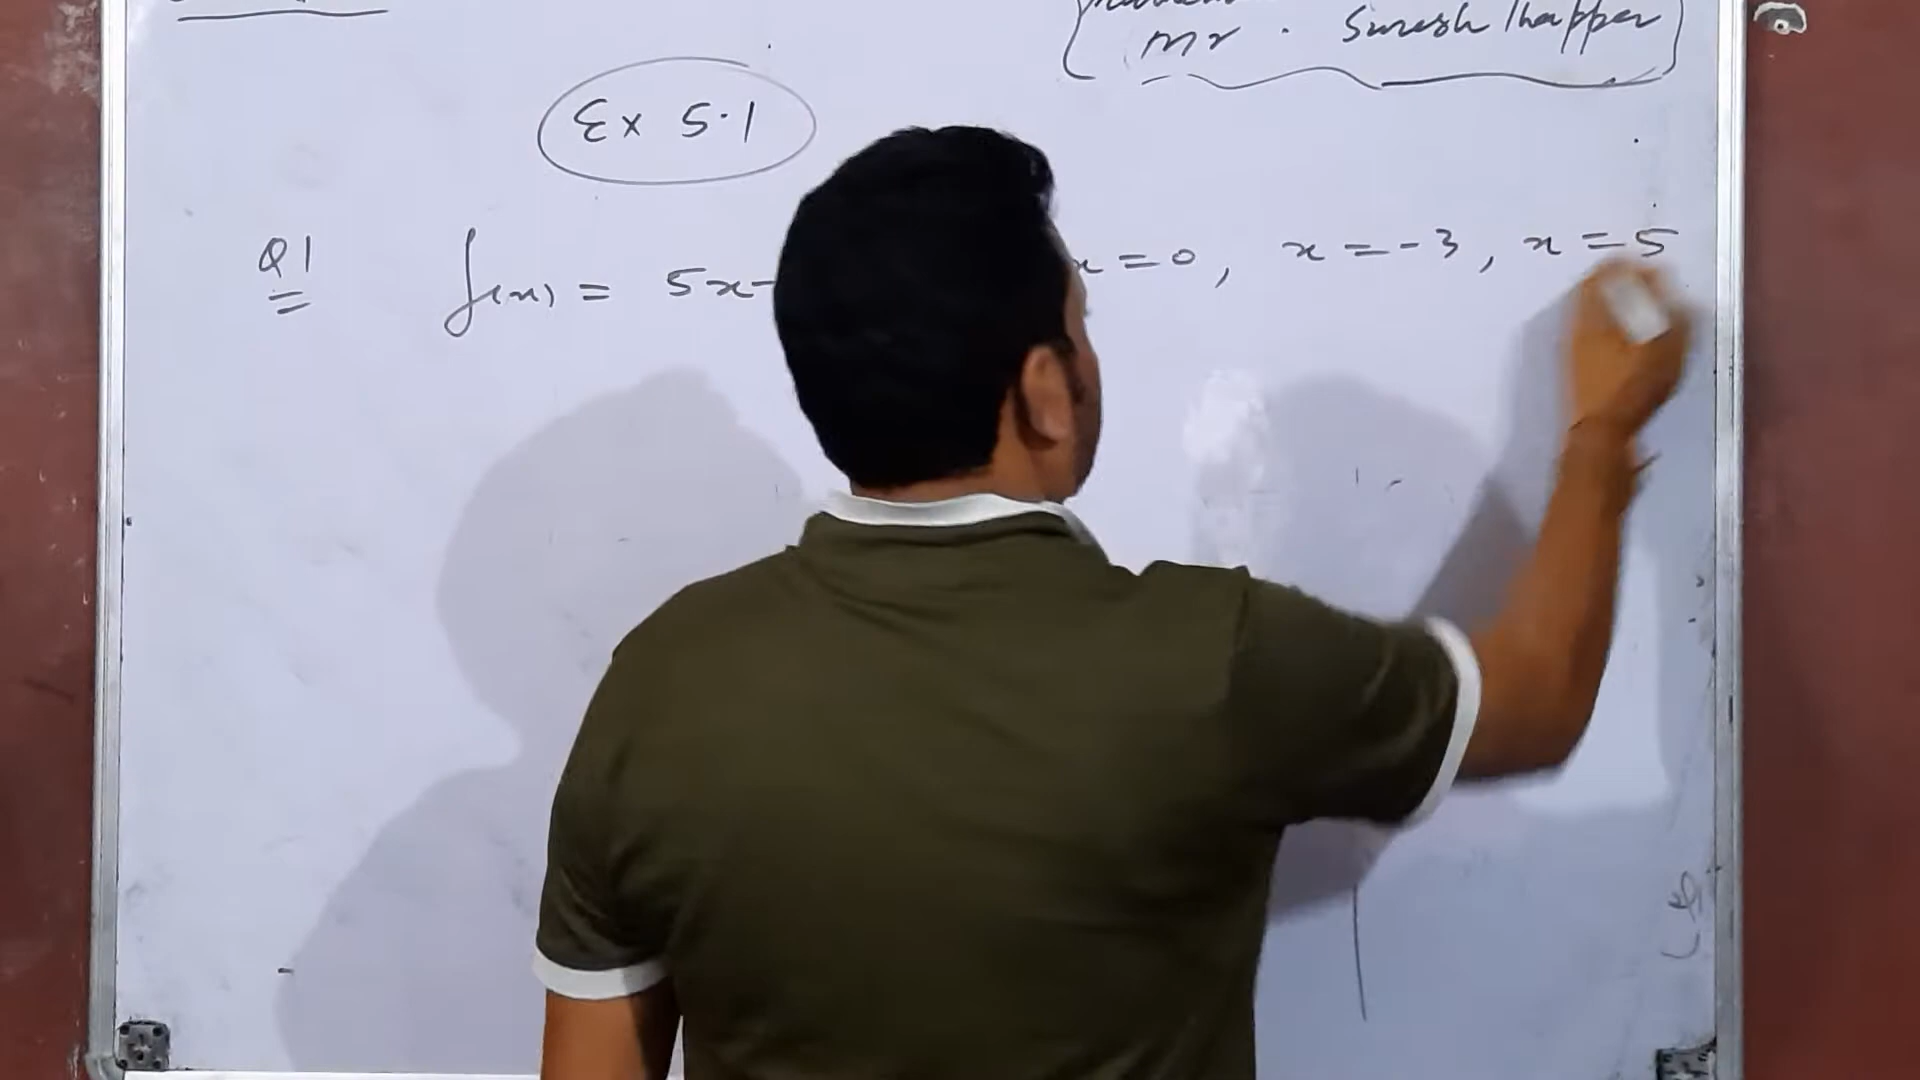 Mr. Suresh Thapper
Ex 5.1
Q1 f(x) = 5x- x=0, x=-3, x=5